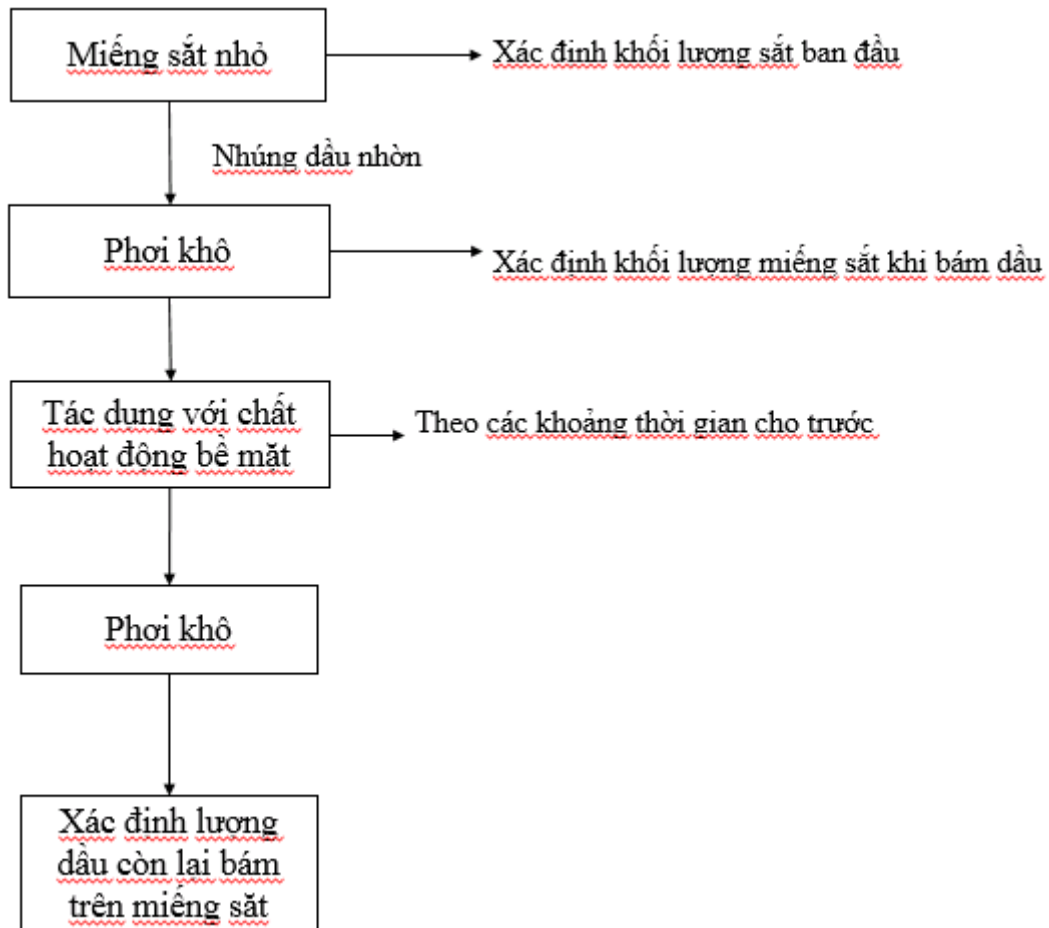 Miếng sắt nhỏ
Xác đinh khối lượng sắt ban đầu
Nhúng dầu nhờn
Phơi khô
Xác định khối lượng miếng sắt khi bám dầu
Tác dụng với chất
hoạt động bề mặt
Theo các khoảng thời gian cho trước
Phơi khô
Xác định lượng
dầu còn lại bám
trên miếng sắt